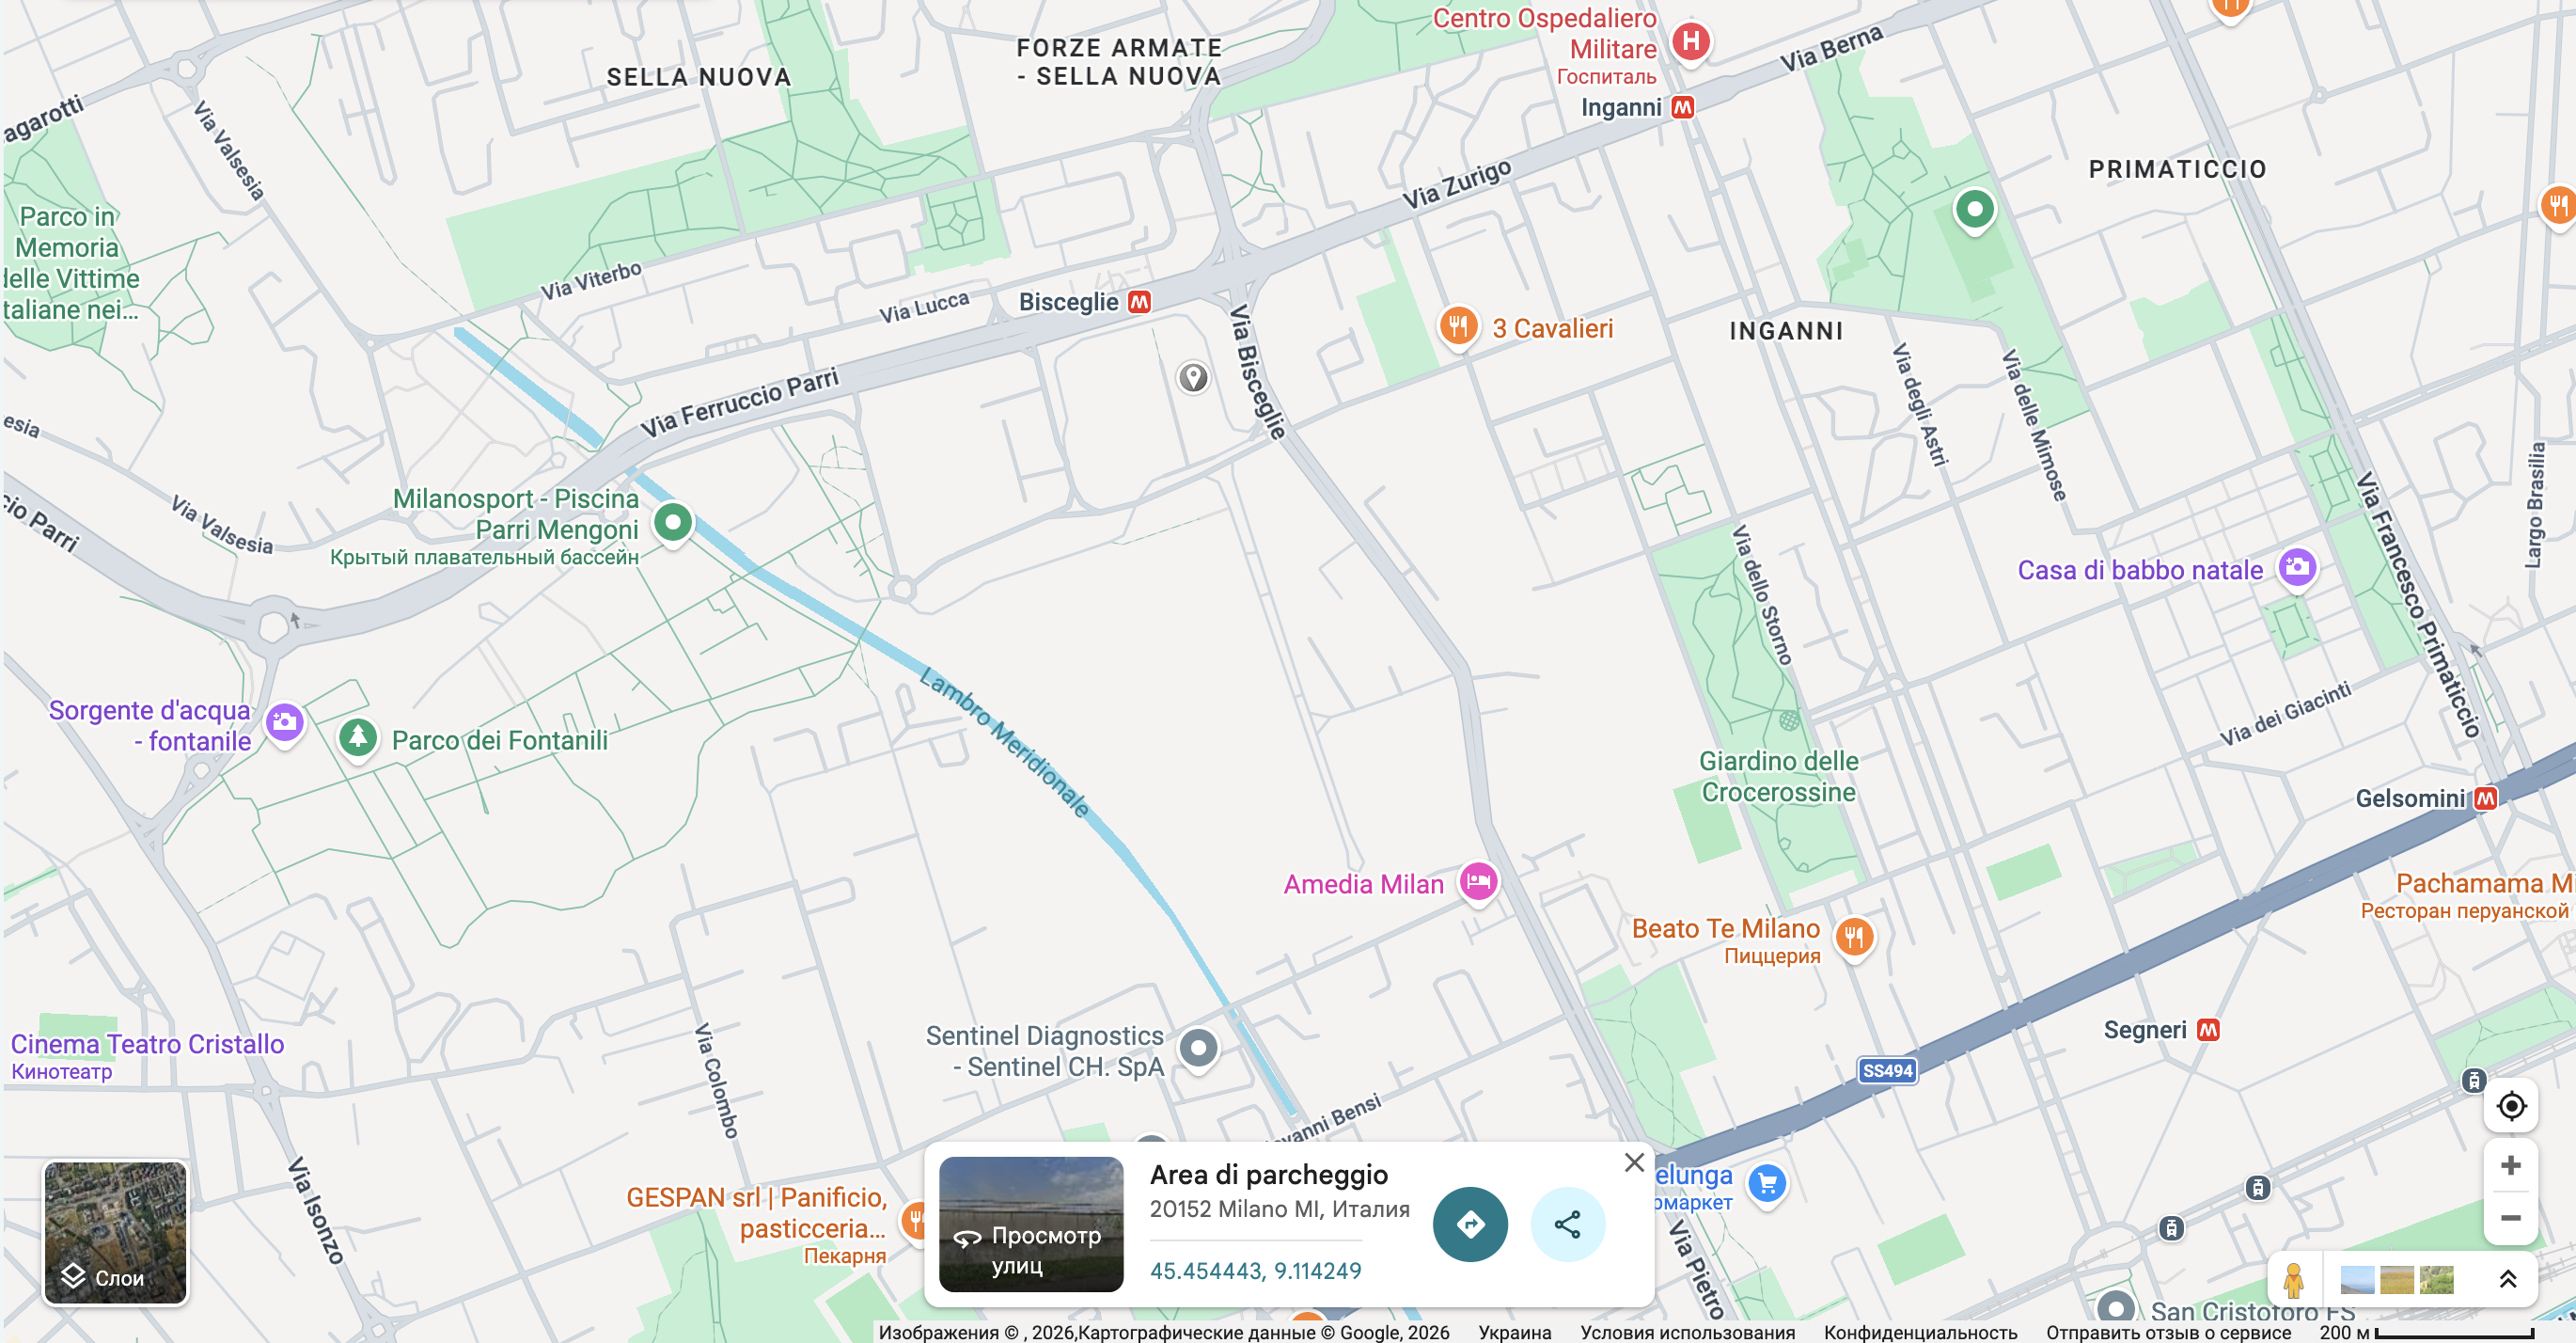 Centro Ospedaliero
Militare
Госпиталь
FORZE ARMATE
- SELLA NUOVA
SELLA NUOVA
Via Berna
Inganni
agarotti
Via Valsesia
PRIMATICCIO
Via Zurigo
Parco in
Memoria
delle Vittime
taliane nei...
Via Viterbo
Via Lucca
Bisceglie
Via Bisceglie
3 Cavalieri
INGANNI
Via degli Astri
Via delle Mimose
Via Ferruccio Parri
esia
Via Valsesia
cio Parri
Milanosport - Piscina
Parri Mengoni
Крытый плавательный бассейн
Largo Brasilia
Via Francesco Primaticcio
Casa di babbo natale
Via dello Storno
Lambro Meridionale
Sorgente d'acqua
- fontanile
Parco dei Fontanili
Via dei Giacinti
Giardino delle
Crocerossine
Gelsomini
Amedia Milan
Pachamama M
Ресторан перуанской
Beato Te Milano
Пиццерия
Cinema Teatro Cristallo
Кинотеатр
Via Colombo
Sentinel Diagnostics
- Sentinel CH. SpA
Segneri
SS494
ovanni Bensi
Via Isonzo
GESPAN srl | Panificio,
pasticceria...
Пекарня
Просмотр
улиц
Area di parcheggio
20152 Milano MI, Италия
45.454443, 9.114249
elunga
рмаркет
Via Pietro
Слои
San Cristoforo FS
Изображения © , 2026,Картографические данные © Google, 2026 Украина Условия использования Конфиденциальность Отправить отзыв о сервисе 200 м